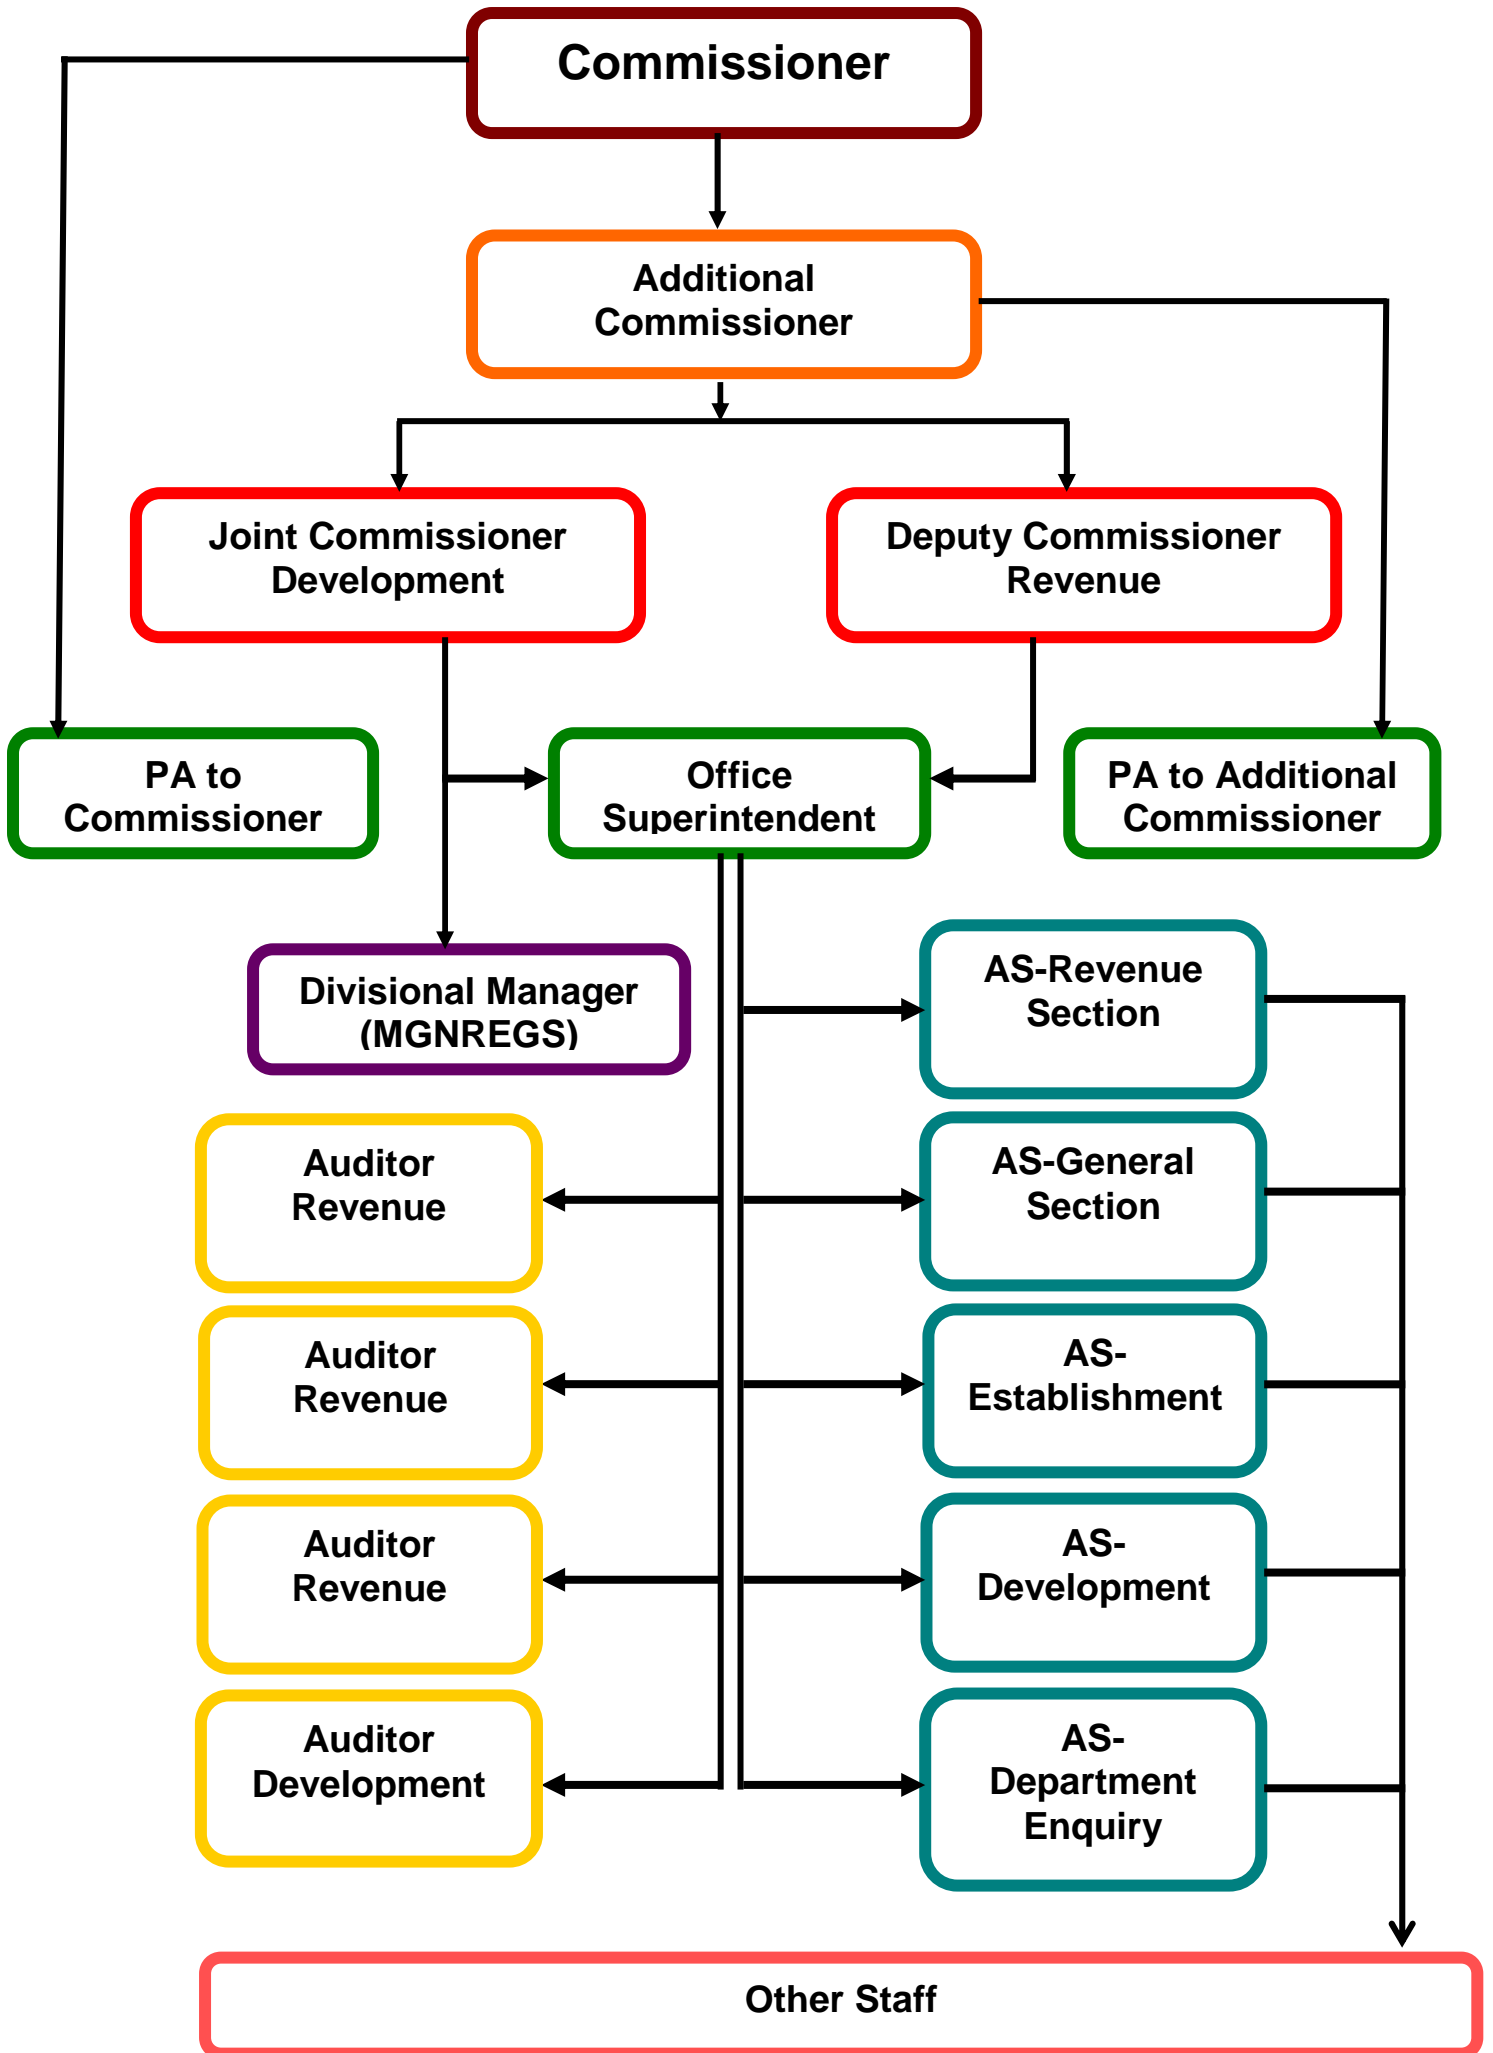 Commissioner
Additional
Commissioner
Joint Commissioner
Development
Deputy Commissioner
Revenue
PA to
Commissioner
Office
Superintendent
PA to Additional
Commissioner
Divisional Manager
(MGNREGS)
AS-Revenue
Section
Auditor
Revenue
AS-General
Section
Auditor
Revenue
AS-
Establishment
Auditor
Revenue
AS-
Development
Auditor
Development
AS-
Department
Enquiry
Other Staff